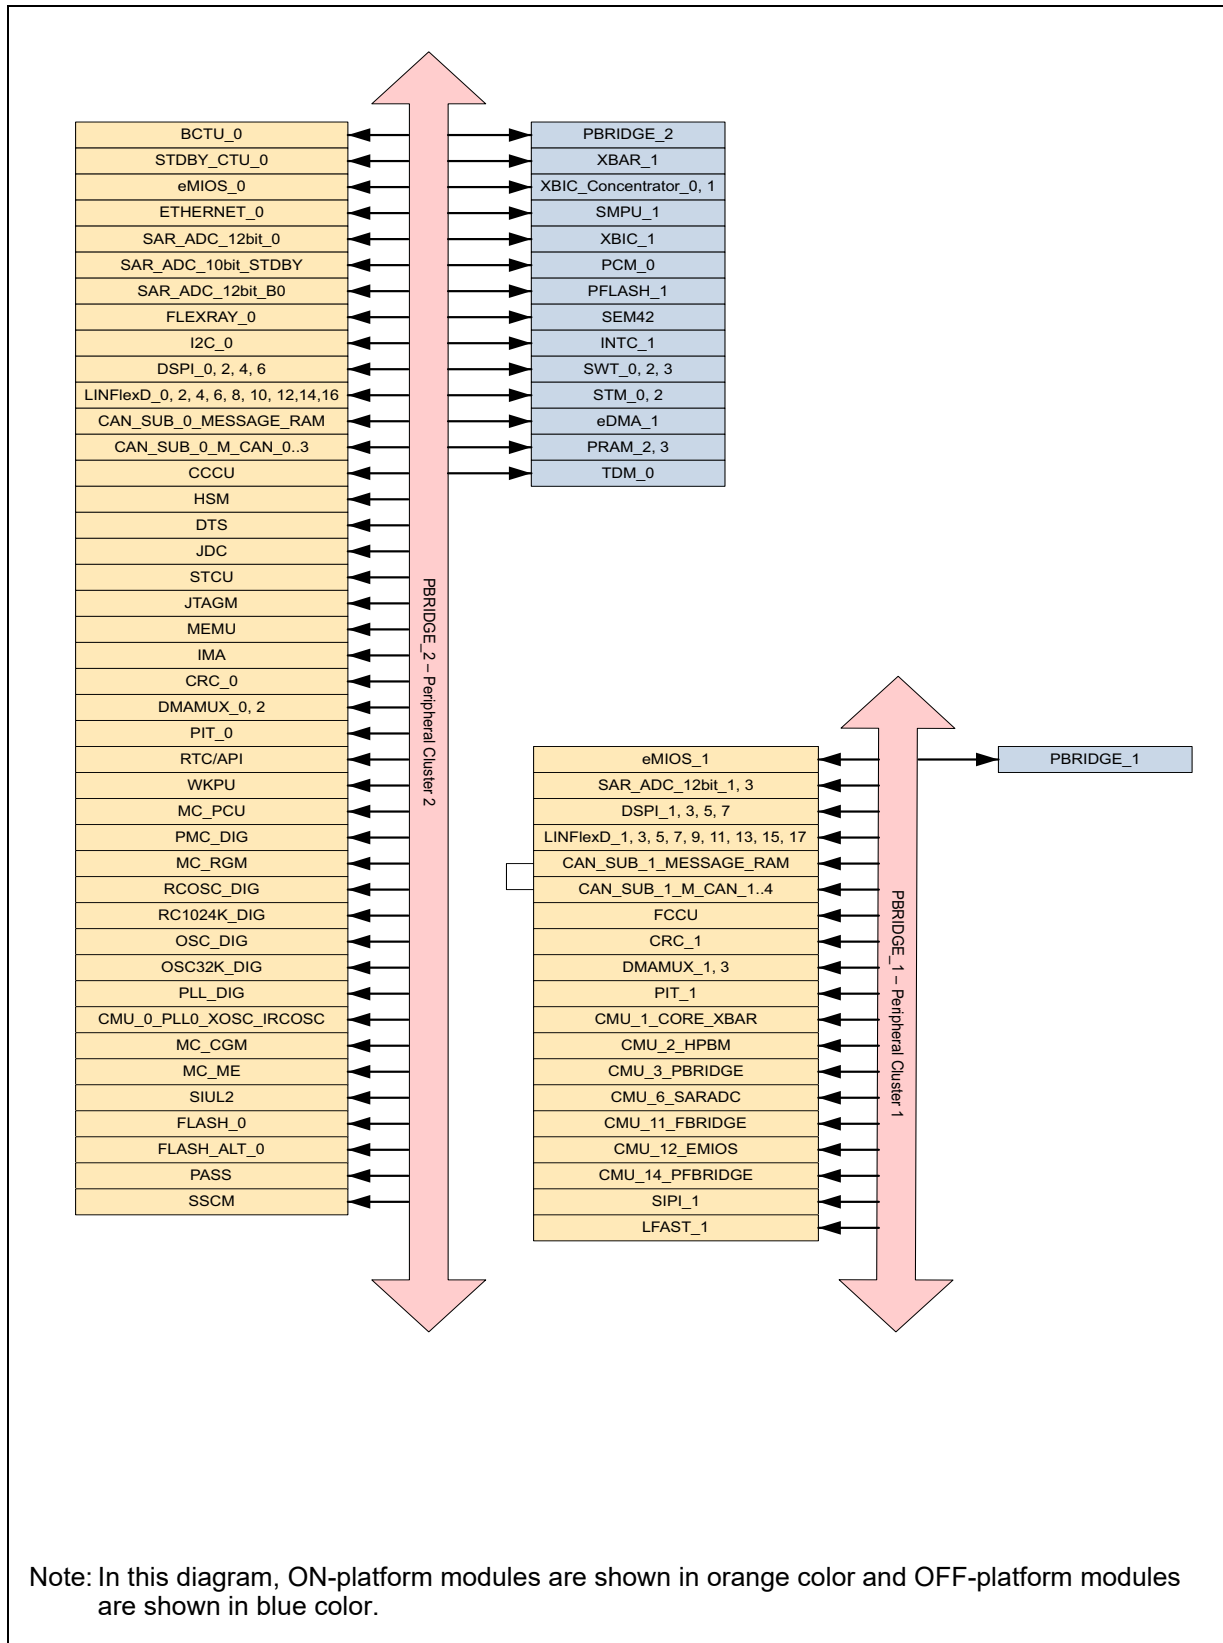 BCTU_0
STDBY_CTU_0
eMIOS_0
ETHERNET_0
SAR_ADC_12bit_0
SAR_ADC_10bit_STDBY
SAR_ADC_12bit_B0
FLEXRAY_0
I2C_0
DSPI_0, 2, 4, 6
LINFlexD_0, 2, 4, 6, 8, 10, 12,14,16
CAN_SUB_0_MESSAGE_RAM
CAN_SUB_0_M_CAN_0..3
CCCU
HSM
DTS
JDC
STCU
JTAGM
MEMU
IMA
CRC_0
DMAMUX_0, 2
PIT_0
RTC/API
WKPU
MC_PCU
PMC_DIG
MC_RGM
RCOSC_DIG
RC1024K_DIG
OSC_DIG
OSC32K_DIG
PLL_DIG
CMU_0_PLL0_XOSC_IRCOSC
MC_CGM
MC_ME
SIUL2
FLASH_0
FLASH_ALT_0
PASS
SSCM
PBRIDGE_2 – Peripheral Cluster 2
PBRIDGE_2
XBAR_1
XBIC_Concentrator_0, 1
SMPU_1
XBIC_1
PCM_0
PFLASH_1
SEM42
INTC_1
SWT_0, 2, 3
STM_0, 2
eDMA_1
PRAM_2, 3
TDM_0
eMIOS_1
SAR_ADC_12bit_1, 3
DSPI_1, 3, 5, 7
LINFlexD_1, 3, 5, 7, 9, 11, 13, 15, 17
CAN_SUB_1_MESSAGE_RAM
CAN_SUB_1_M_CAN_1..4
FCCU
CRC_1
DMAMUX_1, 3
PIT_1
CMU_1_CORE_XBAR
CMU_2_HPBM
CMU_3_PBRIDGE
CMU_6_SARADC
CMU_11_FBRIDGE
CMU_12_EMIOS
CMU_14_PFBRIDGE
SIPI_1
LFAST_1
PBRIDGE_1 – Peripheral Cluster 1
PBRIDGE_1
Note: In this diagram, ON-platform modules are shown in orange color and OFF-platform modules
are shown in blue color.